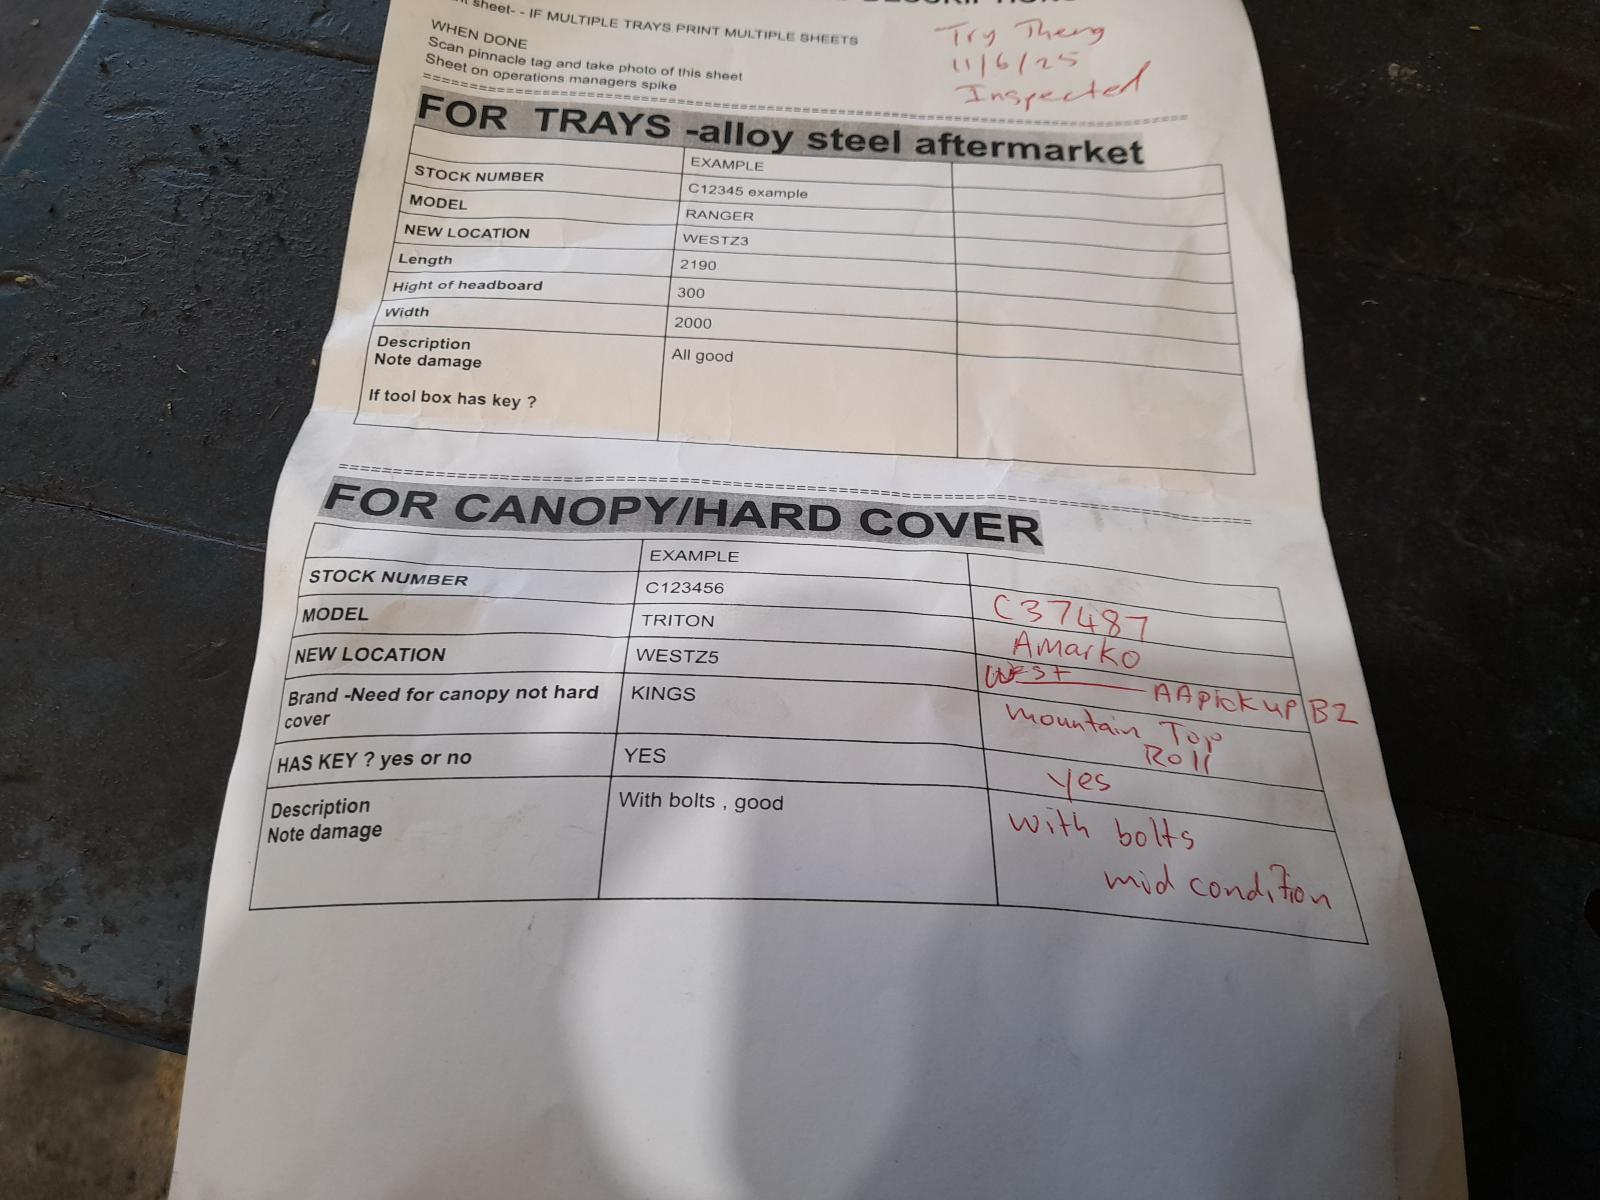 sheet- - IF MULTIPLE TRAYS PRINT MULTIPLE SHEETS
WHEN DONE
Scan pinnacle tag and take photo of this sheet
Sheet on operations managers spike
Try Theng
11/6/25
Inspected
FOR TRAYS -alloy steel aftermarket
EXAMPLE
STOCK NUMBER C12345 example
MODEL RANGER
NEW LOCATION WESTZ3
Length 2190
Hight of headboard 300
Width 2000
Description All good
Note damage
If tool box has key ?
FOR CANOPY/HARD COVER
EXAMPLE
STOCK NUMBER C123456 C37487
MODEL TRITON AMarko
NEW LOCATION WESTZ5 West AApickup B2
Brand -Need for canopy not hard KINGS Mountain Top
cover Roll
HAS KEY ? yes or no YES yes
Description With bolts , good with bolts
Note damage mid condition